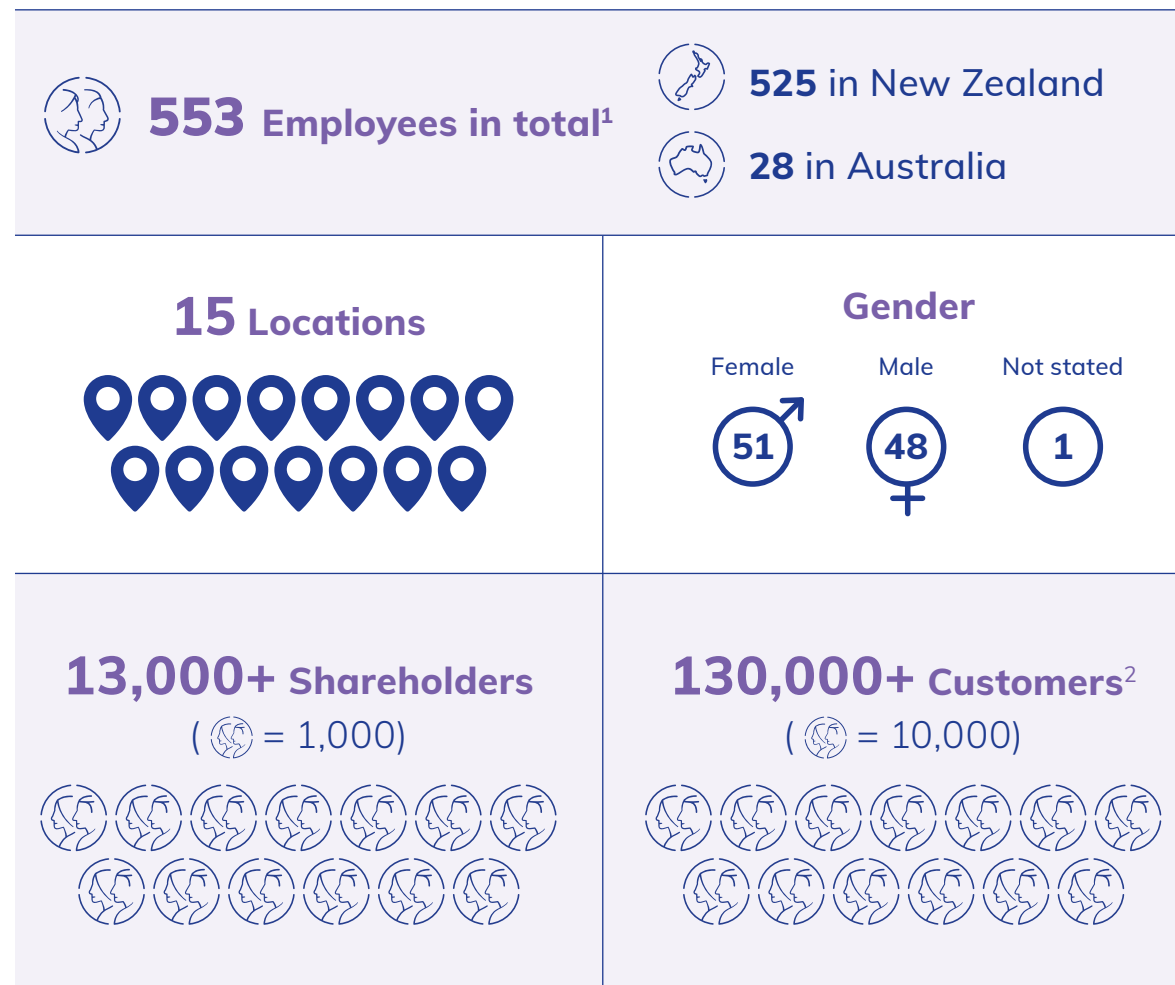 553 Employees in total¹
525 in New Zealand
28 in Australia
15 Locations
Gender
Female Male Not stated
51 48 1
13,000+ Shareholders
( = 1,000)
130,000+ Customers²
( = 10,000)